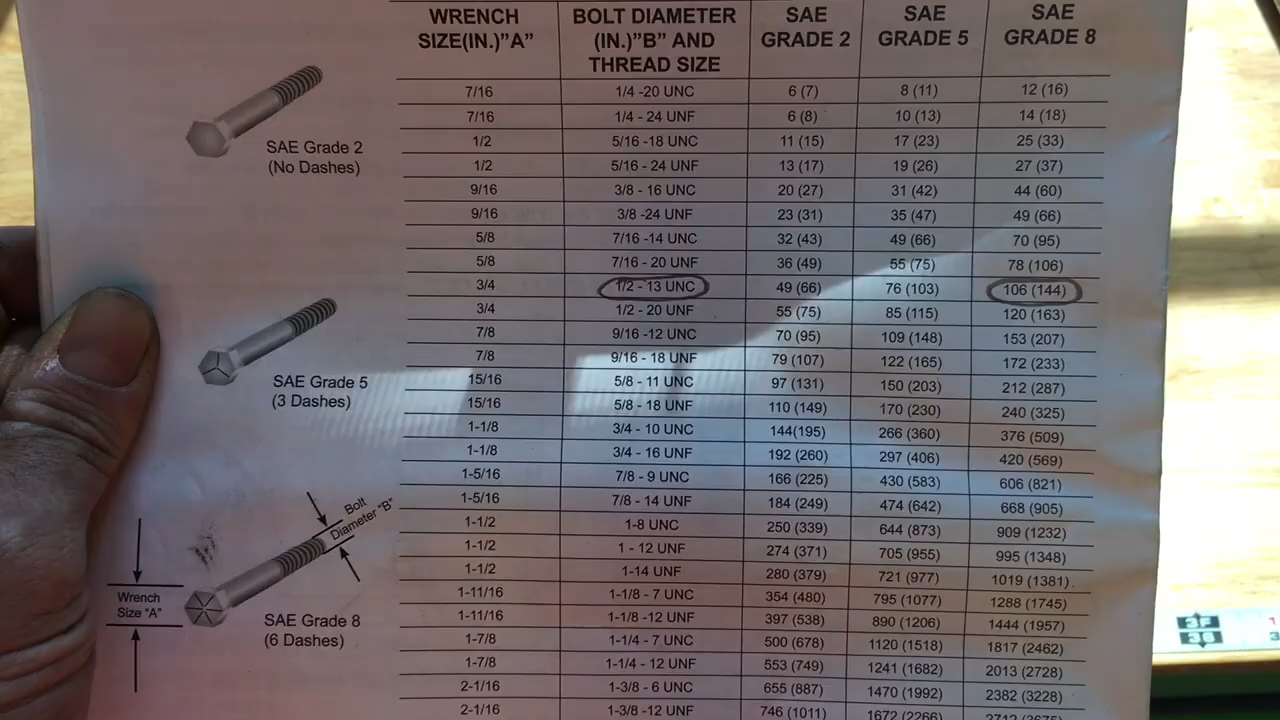 WRENCH SIZE(IN.)"A" BOLT DIAMETER (IN.)"B" AND THREAD SIZE SAE GRADE 2 SAE GRADE 5 SAE GRADE 8
7/16 1/4 -20 UNC 6 (7) 8 (11) 12 (16)
7/16 1/4 - 24 UNF 6 (8) 10 (13) 14 (18)
1/2 5/16 -18 UNC 11 (15) 17 (23) 25 (33)
1/2 5/16 - 24 UNF 13 (17) 19 (26) 27 (37)
9/16 3/8 - 16 UNC 20 (27) 31 (42) 44 (60)
9/16 3/8 -24 UNF 23 (31) 35 (47) 49 (66)
5/8 7/16 -14 UNC 32 (43) 49 (66) 70 (95)
5/8 7/16 - 20 UNF 36 (49) 55 (75) 78 (106)
3/4 1/2 - 13 UNC 49 (66) 76 (103) 106 (144)
3/4 1/2 - 20 UNF 55 (75) 85 (115) 120 (163)
7/8 9/16 -12 UNC 70 (95) 109 (148) 153 (207)
7/8 9/16 - 18 UNF 79 (107) 122 (165) 172 (233)
15/16 5/8 - 11 UNC 97 (131) 150 (203) 212 (287)
15/16 5/8 - 18 UNF 110 (149) 170 (230) 240 (325)
1-1/8 3/4 - 10 UNC 144(195) 266 (360) 376 (509)
1-1/8 3/4 - 16 UNF 192 (260) 297 (406) 420 (569)
1-5/16 7/8 - 9 UNC 166 (225) 430 (583) 606 (821)
1-5/16 7/8 - 14 UNF 184 (249) 474 (642) 668 (905)
1-1/2 1-8 UNC 250 (339) 644 (873) 909 (1232)
1-1/2 1 - 12 UNF 274 (371) 705 (955) 995 (1348)
1-1/2 1-14 UNF 280 (379) 721 (977) 1019 (1381)
1-11/16 1-1/8 - 7 UNC 354 (480) 795 (1077) 1288 (1745)
1-11/16 1-1/8 -12 UNF 397 (538) 890 (1206) 1444 (1957)
1-7/8 1-1/4 - 7 UNC 500 (678) 1120 (1518) 1817 (2462)
1-7/8 1-1/4 - 12 UNF 553 (749) 1241 (1682) 2013 (2728)
2-1/16 1-3/8 - 6 UNC 655 (887) 1470 (1992) 2382 (3228)
2-1/16 1-3/8 -12 UNF 746 (1011) 1672 (2266)
SAE Grade 2
(No Dashes)
SAE Grade 5
(3 Dashes)
Bolt
Diameter "B"
Wrench
Size "A"
SAE Grade 8
(6 Dashes)
3F
3S